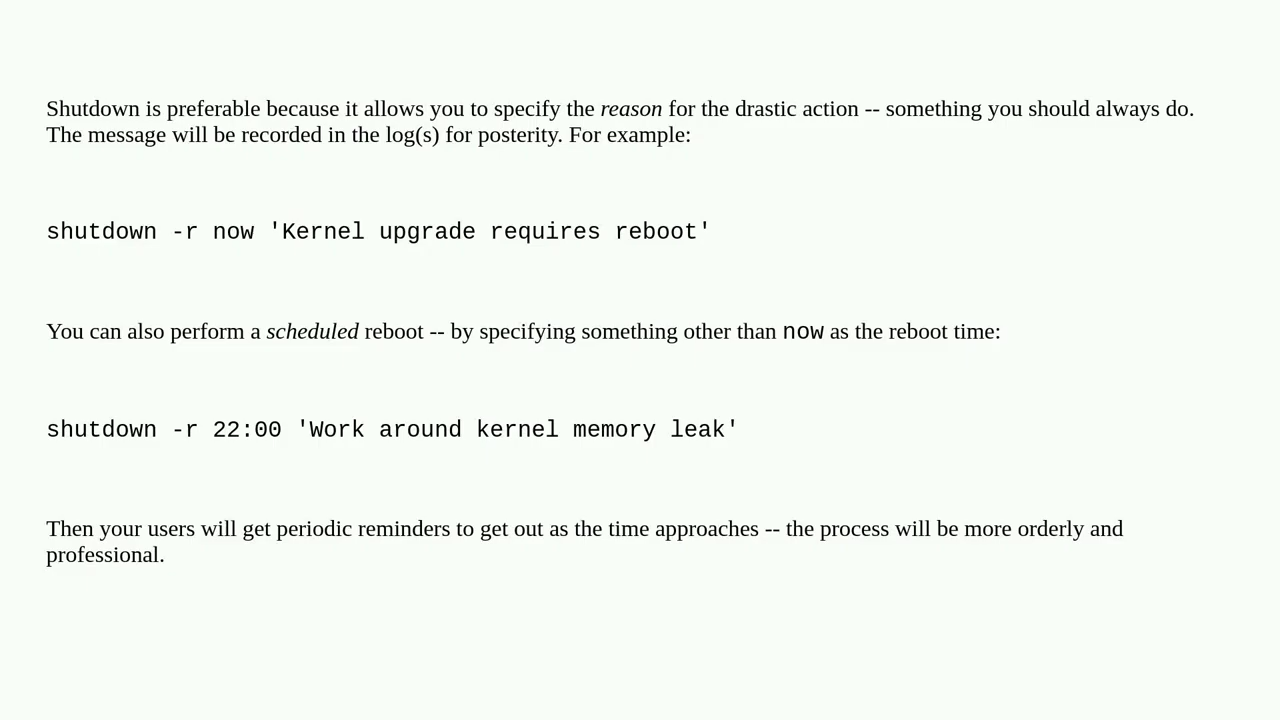 Shutdown is preferable because it allows you to specify the reason for the drastic action -- something you should always do.
The message will be recorded in the log(s) for posterity. For example:
shutdown -r now 'Kernel upgrade requires reboot'
You can also perform a scheduled reboot -- by specifying something other than now as the reboot time:
shutdown -r 22:00 'Work around kernel memory leak'
Then your users will get periodic reminders to get out as the time approaches -- the process will be more orderly and
professional.